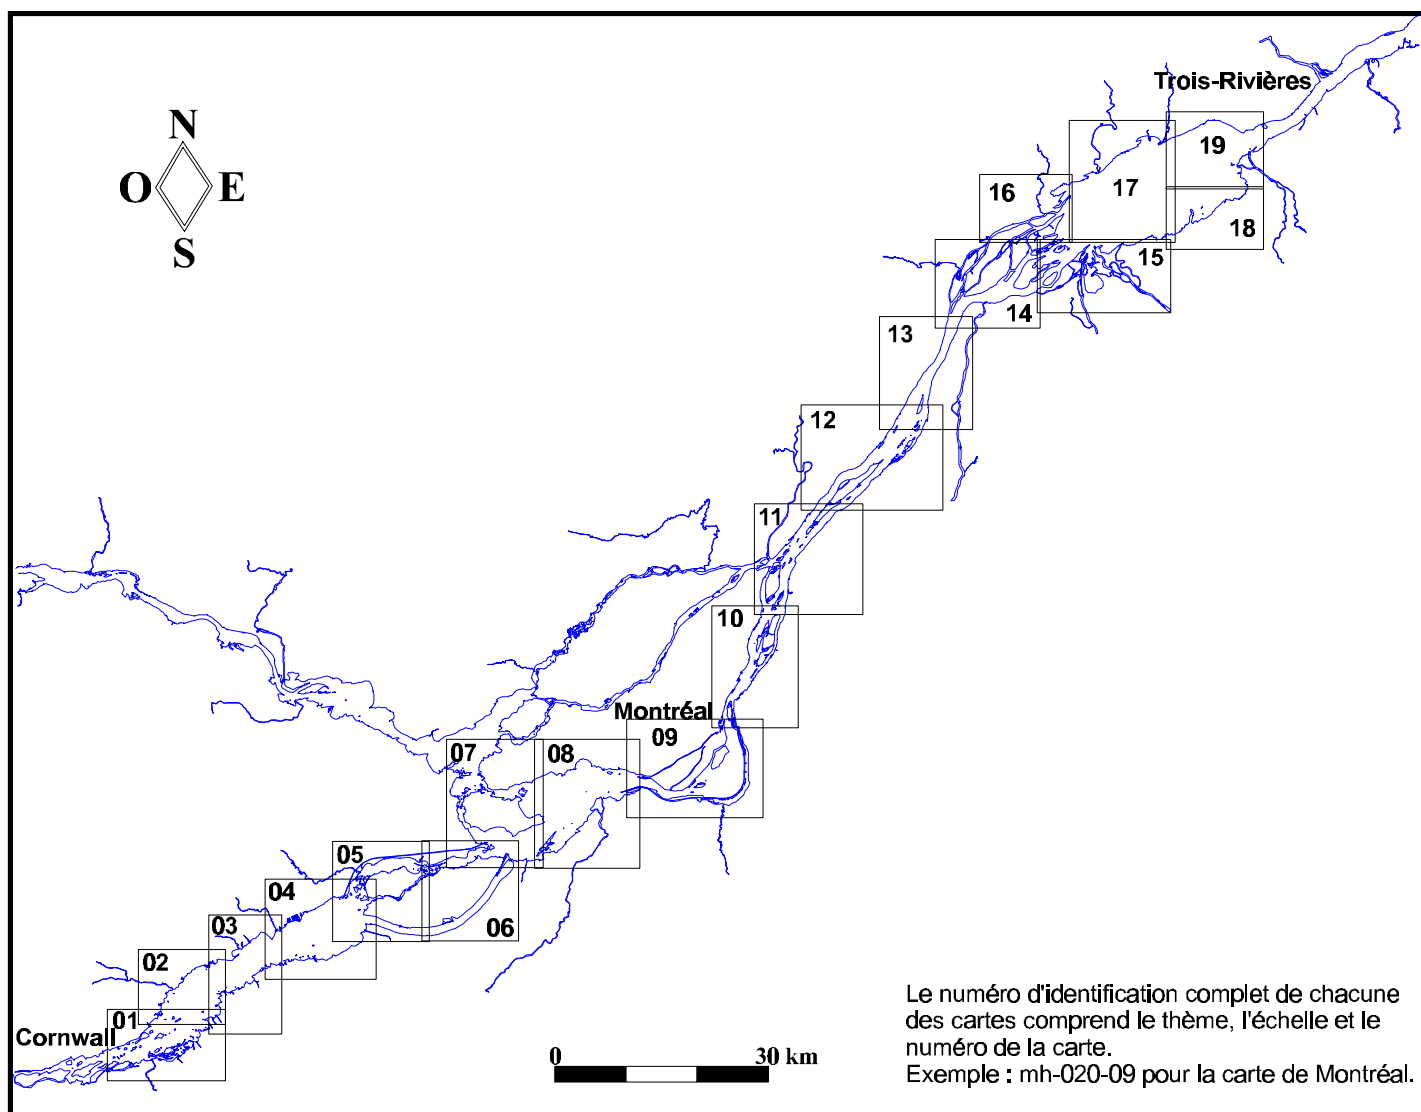 Trois-Rivières
N
O E
S
19
17
16
18
15
14
13
12
11
10
Montréal
09
07
08
05
04
06
03
02
01
Cornwall
0 30 km
Le numéro d'identification complet de chacune
des cartes comprend le thème, l'échelle et le
numéro de la carte.
Exemple : mh-020-09 pour la carte de Montréal.